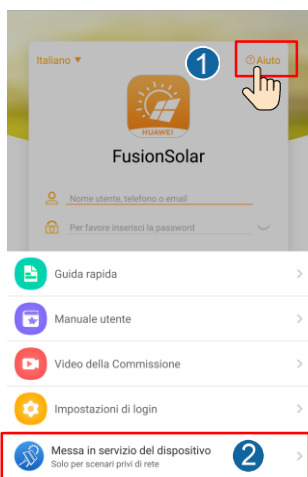 Italiano ▼
1
?Aiuto
HUAWEI
FusionSolar
Nome utente, telefono o email
Per favore inserisci la password
Guida rapida
Manuale utente
Video della Commissione
Impostazioni di login
Messa in servizio del dispositivo
Solo per scenari privi di rete
2